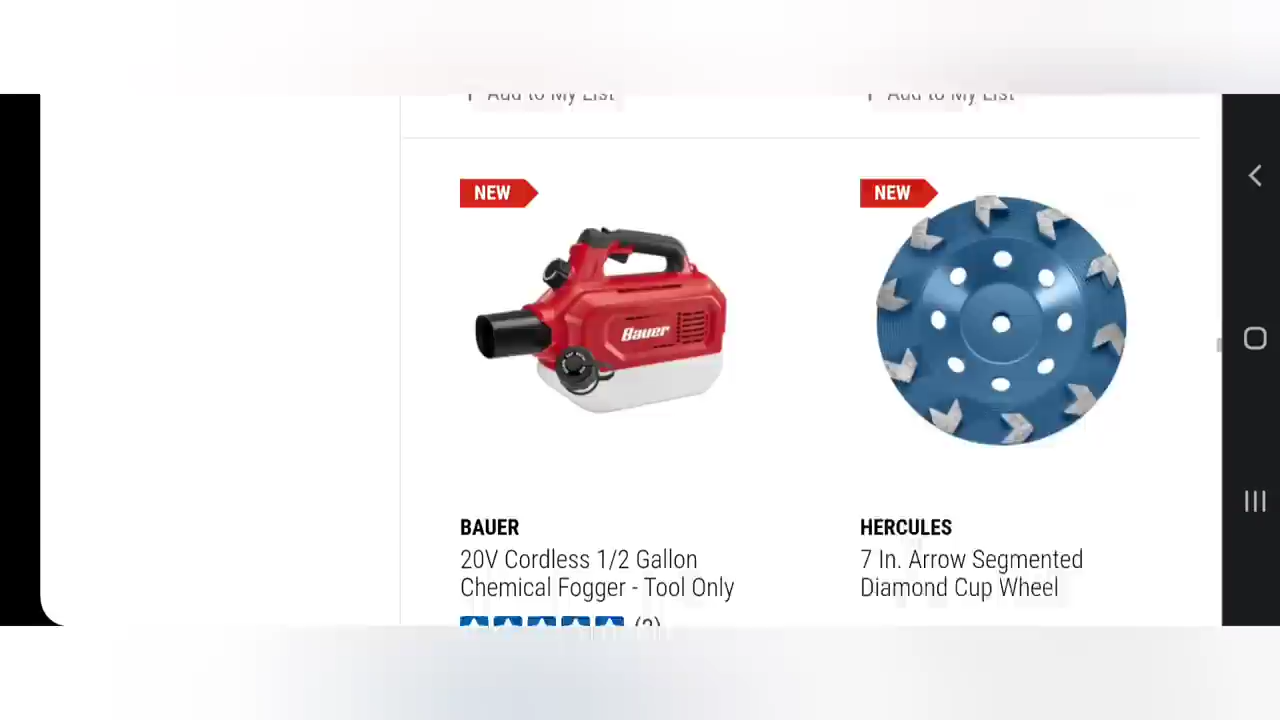 + Add to My List
+ Add to My List
NEW
NEW
Bauer
BAUER
20V Cordless 1/2 Gallon
Chemical Fogger - Tool Only
HERCULES
7 In. Arrow Segmented
Diamond Cup Wheel